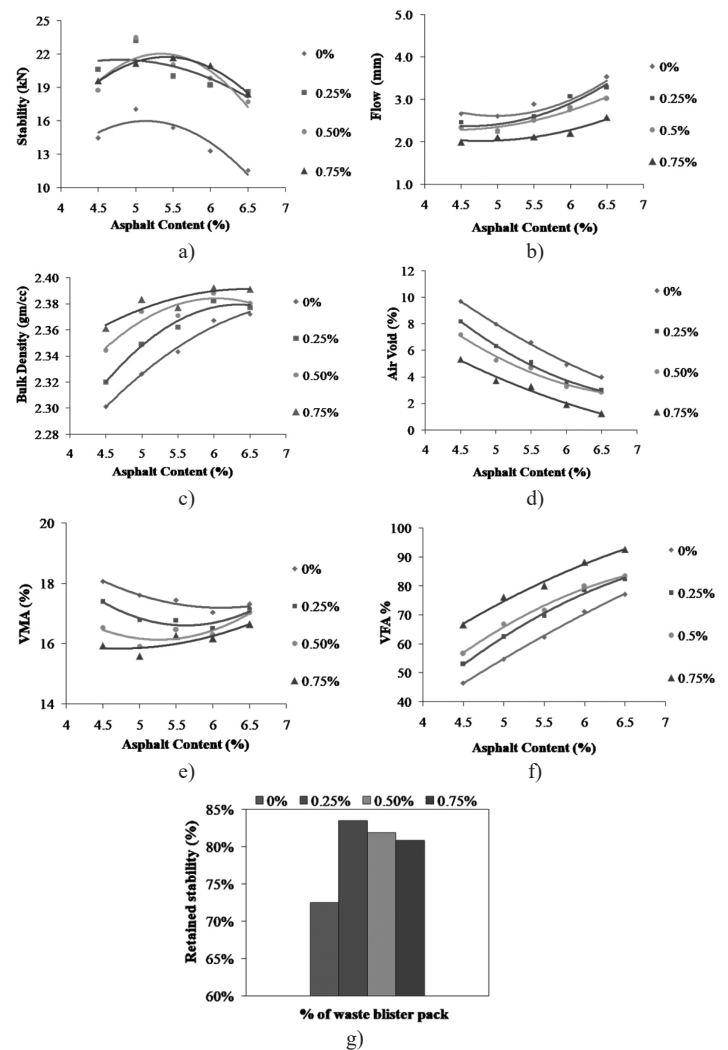 25
22
19
16
13
10
Stability (kN)
4 4.5 5 5.5 6 6.5 7
Asphalt Content (%)
0%
0.25%
0.50%
0.75%
a)
5.0
4.0
3.0
2.0
1.0
Flow (mm)
4 4.5 5 5.5 6 6.5 7
Asphalt Content (%)
0%
0.25%
0.5%
0.75%
b)
2.40
2.38
2.36
2.34
2.32
2.30
2.28
Bulk Density (gm/cc)
4 4.5 5 5.5 6 6.5 7
Asphalt Content (%)
0%
0.25%
0.50%
0.75%
c)
12
10
8
6
4
2
0
Air Void (%)
4 4.5 5 5.5 6 6.5 7
Asphalt Content (%)
0%
0.25%
0.50%
0.75%
d)
20
18
16
14
VMA (%)
4 4.5 5 5.5 6 6.5 7
Asphalt Content (%)
0%
0.25%
0.50%
0.75%
e)
100
90
80
70
60
50
40
VFA %
4 4.5 5 5.5 6 6.5 7
Asphalt Content (%)
0%
0.25%
0.5%
0.75%
f)
0% 0.25% 0.50% 0.75%
85%
80%
75%
70%
65%
60%
Retained stability (%)
% of waste blister pack
g)